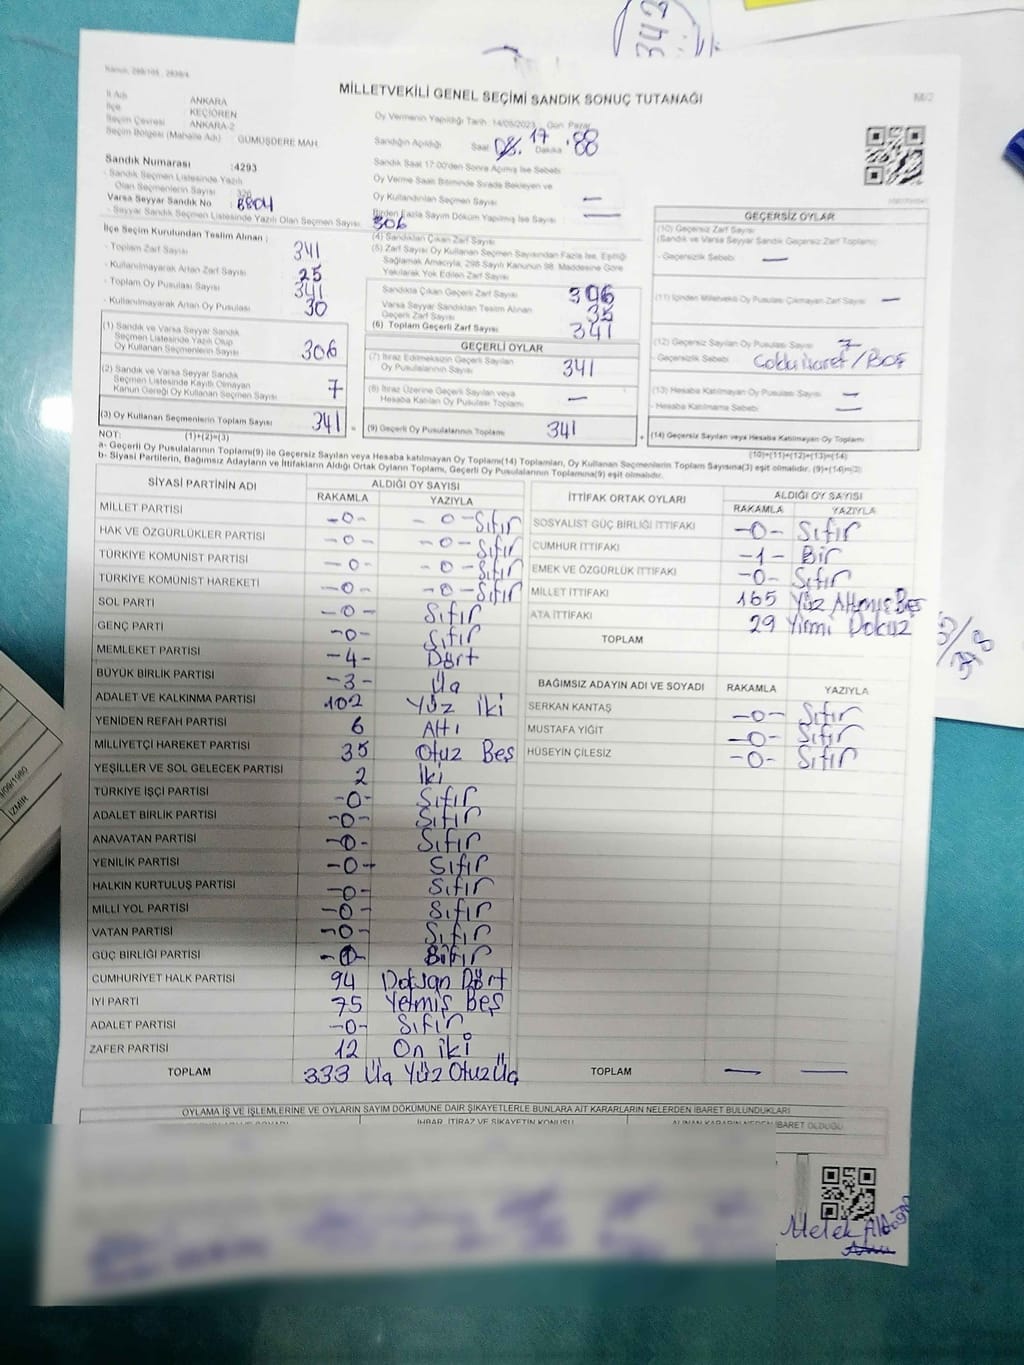 MİLLETVEKİLİ GENEL SEÇİMİ SANDIK SONUÇ TUTANAĞI
İl Adı : ANKARA
İlçe : KEÇİÖREN
Seçim Çevresi : ANKARA-2
Seçim Bölgesi (Mahalle Adı) : GÜMÜŞDERE MAH.
Sandık Numarası :4293
- Sandık Seçmen Listesinde Yazılı
Olan Seçmenlerin Sayısı : 326
Varsa Seyyar Sandık No :
- Seyyar Sandık Seçmen Listesinde Yazılı Olan Seçmen Sayısı:
Oy Vermenin Yapıldığı Tarih :14/05/2023 Gün: Pazar
Sandığın Açıldığı Saat 17 Dakika
Sandık Saat 17:00'den Sonra Açılmış İse Sebebi
Oy Verme Saati Bitiminde Sırada Bekleyen ve
Oy Kullandırılan Seçmen Sayısı —
Birden Fazla Sayım Döküm Yapılmış İse Sayısı : —
306
(4) Sandıktan Çıkan Zarf Sayısı
(5) Zarf Sayısı Oy Kullanan Seçmen Sayısından Fazla İse, Eşitliği
Sağlamak Amacıyla, 298 Sayılı Kanunun 98. Maddesine Göre
Yakılarak Yok Edilen Zarf Sayısı
İlçe Seçim Kurulundan Teslim Alınan :
- Toplam Zarf Sayısı : 341
- Kullanılmayarak Artan Zarf Sayısı : 25
- Toplam Oy Pusulası Sayısı : 341
- Kullanılmayarak Artan Oy Pusulası : 30
Sandıkta Çıkan Geçerli Zarf Sayısı 306
Varsa Seyyar Sandıktan Teslim Alınan
Geçerli Zarf Sayısı 35
(6) Toplam Geçerli Zarf Sayısı 341
(1) Sandık ve Varsa Seyyar Sandık
Seçmen Listesinde Yazılı Olup
Oy Kullanan Seçmenlerin Sayısı 306
(2) Sandık ve Varsa Seyyar Sandık
Seçmen Listesinde Kayıtlı Olmayan
Kanun Gereği Oy Kullanan Seçmen Sayısı 7
(3) Oy Kullanan Seçmenlerin Toplam Sayısı 341
GEÇERLİ OYLAR
(7) İtiraz Edilmeksizin Geçerli Sayılan
Oy Pusulalarının Sayısı 341
(8) İtiraz Üzerine Geçerli Sayılan veya
Hesaba Katılan Oy Pusulası Toplamı —
(9) Geçerli Oy Pusulalarının Toplamı 341
GEÇERSİZ OYLAR
(10) Geçersiz Zarf Sayısı
(Sandık ve Varsa Seyyar Sandık Geçersiz Zarf Toplamı)
- Geçersizlik Sebebi: —
(11) İçinden Milletvekili Oy Pusulası Çıkmayan Zarf Sayısı —
(12) Geçersiz Sayılan Oy Pusulası Sayısı : 7
Geçersizlik Sebebi: / Boş
(13) Hesaba Katılmayan Oy Pusulası Sayısı : —
- Hesaba Katılmama Sebebi: —
(14) Geçersiz Sayılan veya Hesaba Katılmayan Oy Toplamı
NOT: (1)+(2)=(3)
(10)+(11)+(12)+(13)=(14)
a- Geçerli Oy Pusulasının Toplamı(9) ile Geçersiz Sayılan veya Hesaba katılmayan Oy Toplamı(14) Toplamları, Oy Kullanan Seçmenlerin Toplam Sayısına(3) eşit olmalıdır. (9)+(14)=(3)
b- Siyasi Partilerin, Bağımsız Adayların ve İttifakların Aldığı Ortak Oyların Toplamı, Geçerli Oy Pusulalarının Toplamına(9) eşit olmalıdır.
SİYASİ PARTİNİN ADI ALDIĞI OY SAYISI
RAKAMLA YAZIYLA
MİLLET PARTİSİ -0- -0-Sıfır
HAK VE ÖZGÜRLÜKLER PARTİSİ -0- -0-Sıfır
TÜRKİYE KOMÜNİST PARTİSİ -0- -0-Sıfır
TÜRKİYE KOMÜNİST HAREKETİ -0- -0-Sıfır
SOL PARTİ -0- Sıfır
GENÇ PARTİ -0- Sıfır
MEMLEKET PARTİSİ -4- Dört
BÜYÜK BİRLİK PARTİSİ -3- Üç
ADALET VE KALKINMA PARTİSİ 102 Yüz iki
YENİDEN REFAH PARTİSİ 6 Altı
MİLLİYETÇİ HAREKET PARTİSİ 35 Otuz Beş
YEŞİLLER VE SOL GELECEK PARTİSİ 2 İki
TÜRKİYE İŞÇİ PARTİSİ -0- Sıfır
ADALET BİRLİK PARTİSİ -0- Sıfır
ANAVATAN PARTİSİ -0- Sıfır
YENİLİK PARTİSİ -0- Sıfır
HALKIN KURTULUŞ PARTİSİ -0- Sıfır
MİLLİ YOL PARTİSİ -0- Sıfır
VATAN PARTİSİ -0- Sıfır
GÜÇ BİRLİĞİ PARTİSİ
CUMHURİYET HALK PARTİSİ 94 Doksan Dört
İYİ PARTİ 75 Yetmiş Beş
ADALET PARTİSİ -0- Sıfır
ZAFER PARTİSİ 12 On iki
TOPLAM 333 Üç Yüz Otuz Üç
İTTİFAK ORTAK OYLARI ALDIĞI OY SAYISI
RAKAMLA YAZIYLA
SOSYALİST GÜÇ BİRLİĞİ İTTİFAKI -0- Sıfır
CUMHUR İTTİFAKI -1- Bir
EMEK VE ÖZGÜRLÜK İTTİFAKI -0- Sıfır
MİLLET İTTİFAKI 165 Yüz Altmış Beş
ATA İTTİFAKI 29 Yirmi Dokuz
TOPLAM
BAĞIMSIZ ADAYIN ADI VE SOYADI RAKAMLA YAZIYLA
SERKAN KANTAŞ -0- Sıfır
MUSTAFA YİĞİT -0- Sıfır
HÜSEYİN ÇİLESİZ -0- Sıfır
TOPLAM — —
OYLAMA İŞ VE İŞLEMLERİNE VE OYLARIN SAYIM DÖKÜMÜNE DAİR ŞİKAYETLERLE BUNLARA AİT KARARLARIN NELERDEN İBARET BULUNDUKLARI
İHBAR, İTİRAZ VE ŞİKAYETİN KONUSU
Melek
342
İZMİR